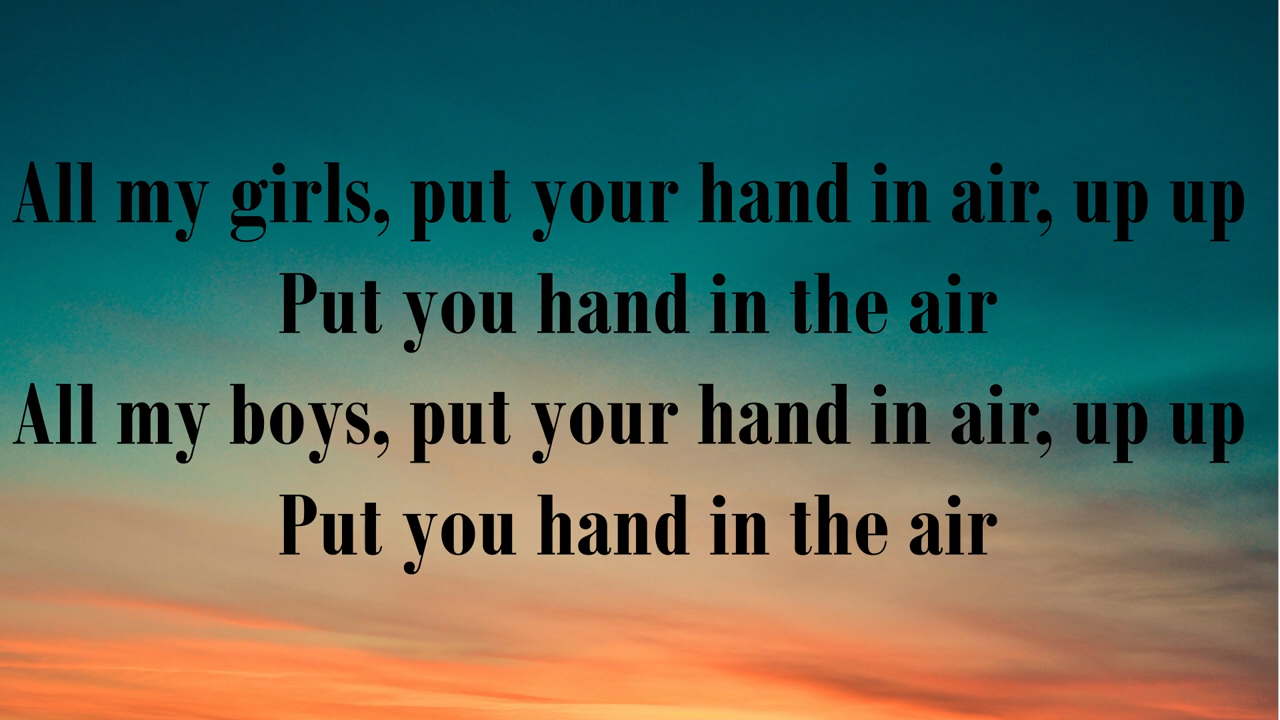 All my girls, put your hand in air, up up
Put you hand in the air
All my boys, put your hand in air, up up
Put you hand in the air